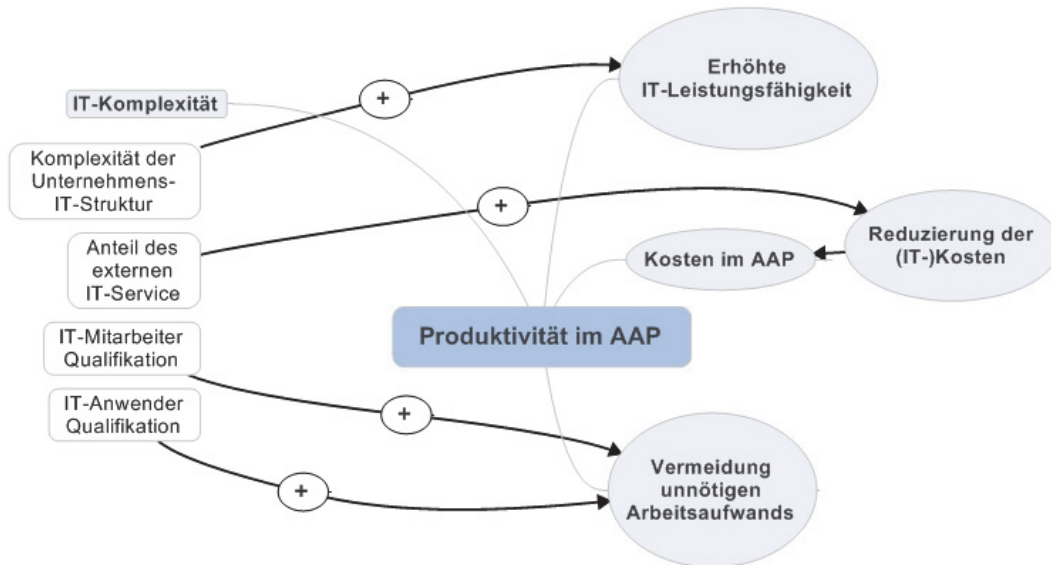 Erhöhte
IT-Leistungsfähigkeit
+
IT-Komplexität
Komplexität der
Unternehmens-
IT-Struktur
+
Anteil des
externen
IT-Service
Reduzierung der
(IT-)Kosten
Kosten im AAP
Produktivität im AAP
IT-Mitarbeiter
Qualifikation
+
IT-Anwender
Qualifikation
+
Vermeidung
unnötigen
Arbeitsaufwands